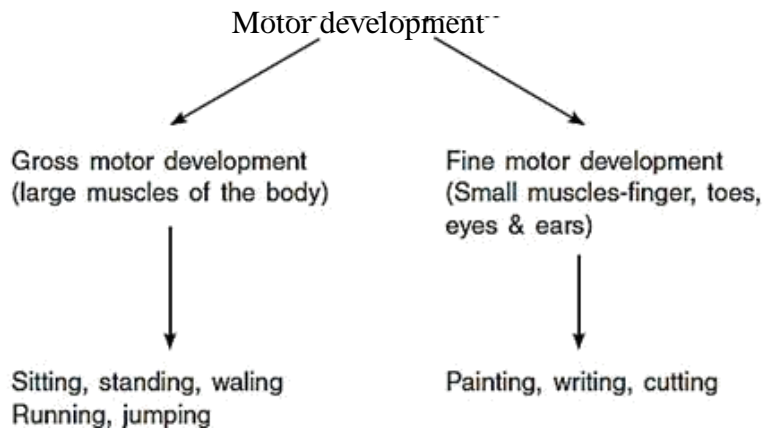 Motor development
Gross motor development
(large muscles of the body)
Fine motor development
(Small muscles-finger, toes,
eyes & ears)
Sitting, standing, waling
Running, jumping
Painting, writing, cutting